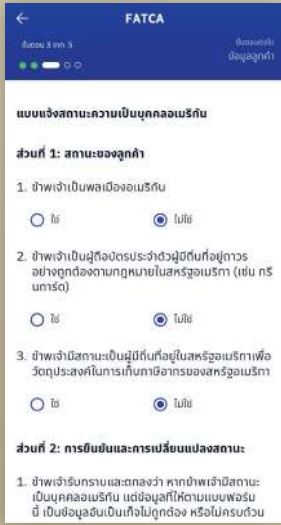 FATCA
ขั้นตอน 3 จาก 5
ขั้นตอนต่อไป
ข้อมูลลูกค้า
แบบแจ้งสถานะความเป็นบุคคลอเมริกัน
ส่วนที่ 1: สถานะของลูกค้า
1. ข้าพเจ้าเป็นพลเมืองอเมริกัน
ใช่ ไม่ใช่
2. ข้าพเจ้าเป็นผู้ถือบัตรประจำตัวผู้มีถิ่นที่อยู่ถาวร
อย่างถูกต้องตามกฎหมายในสหรัฐอเมริกา (เช่น กรี
นการ์ด)
ใช่ ไม่ใช่
3. ข้าพเจ้ามีสถานะเป็นผู้มีถิ่นที่อยู่ในสหรัฐอเมริกาเพื่อ
วัตถุประสงค์ในการเก็บภาษีอากรของสหรัฐอเมริกา
ใช่ ไม่ใช่
ส่วนที่ 2: การยืนยันและการเปลี่ยนแปลงสถานะ
1. ข้าพเจ้ารับทราบและตกลงว่า หากข้าพเจ้ามีสถานะ
เป็นบุคคลอเมริกัน แต่ข้อมูลที่ให้ตามแบบฟอร์ม
นี้ เป็นข้อมูลอันเป็นเท็จไม่ถูกต้อง หรือไม่ครบถ้วน